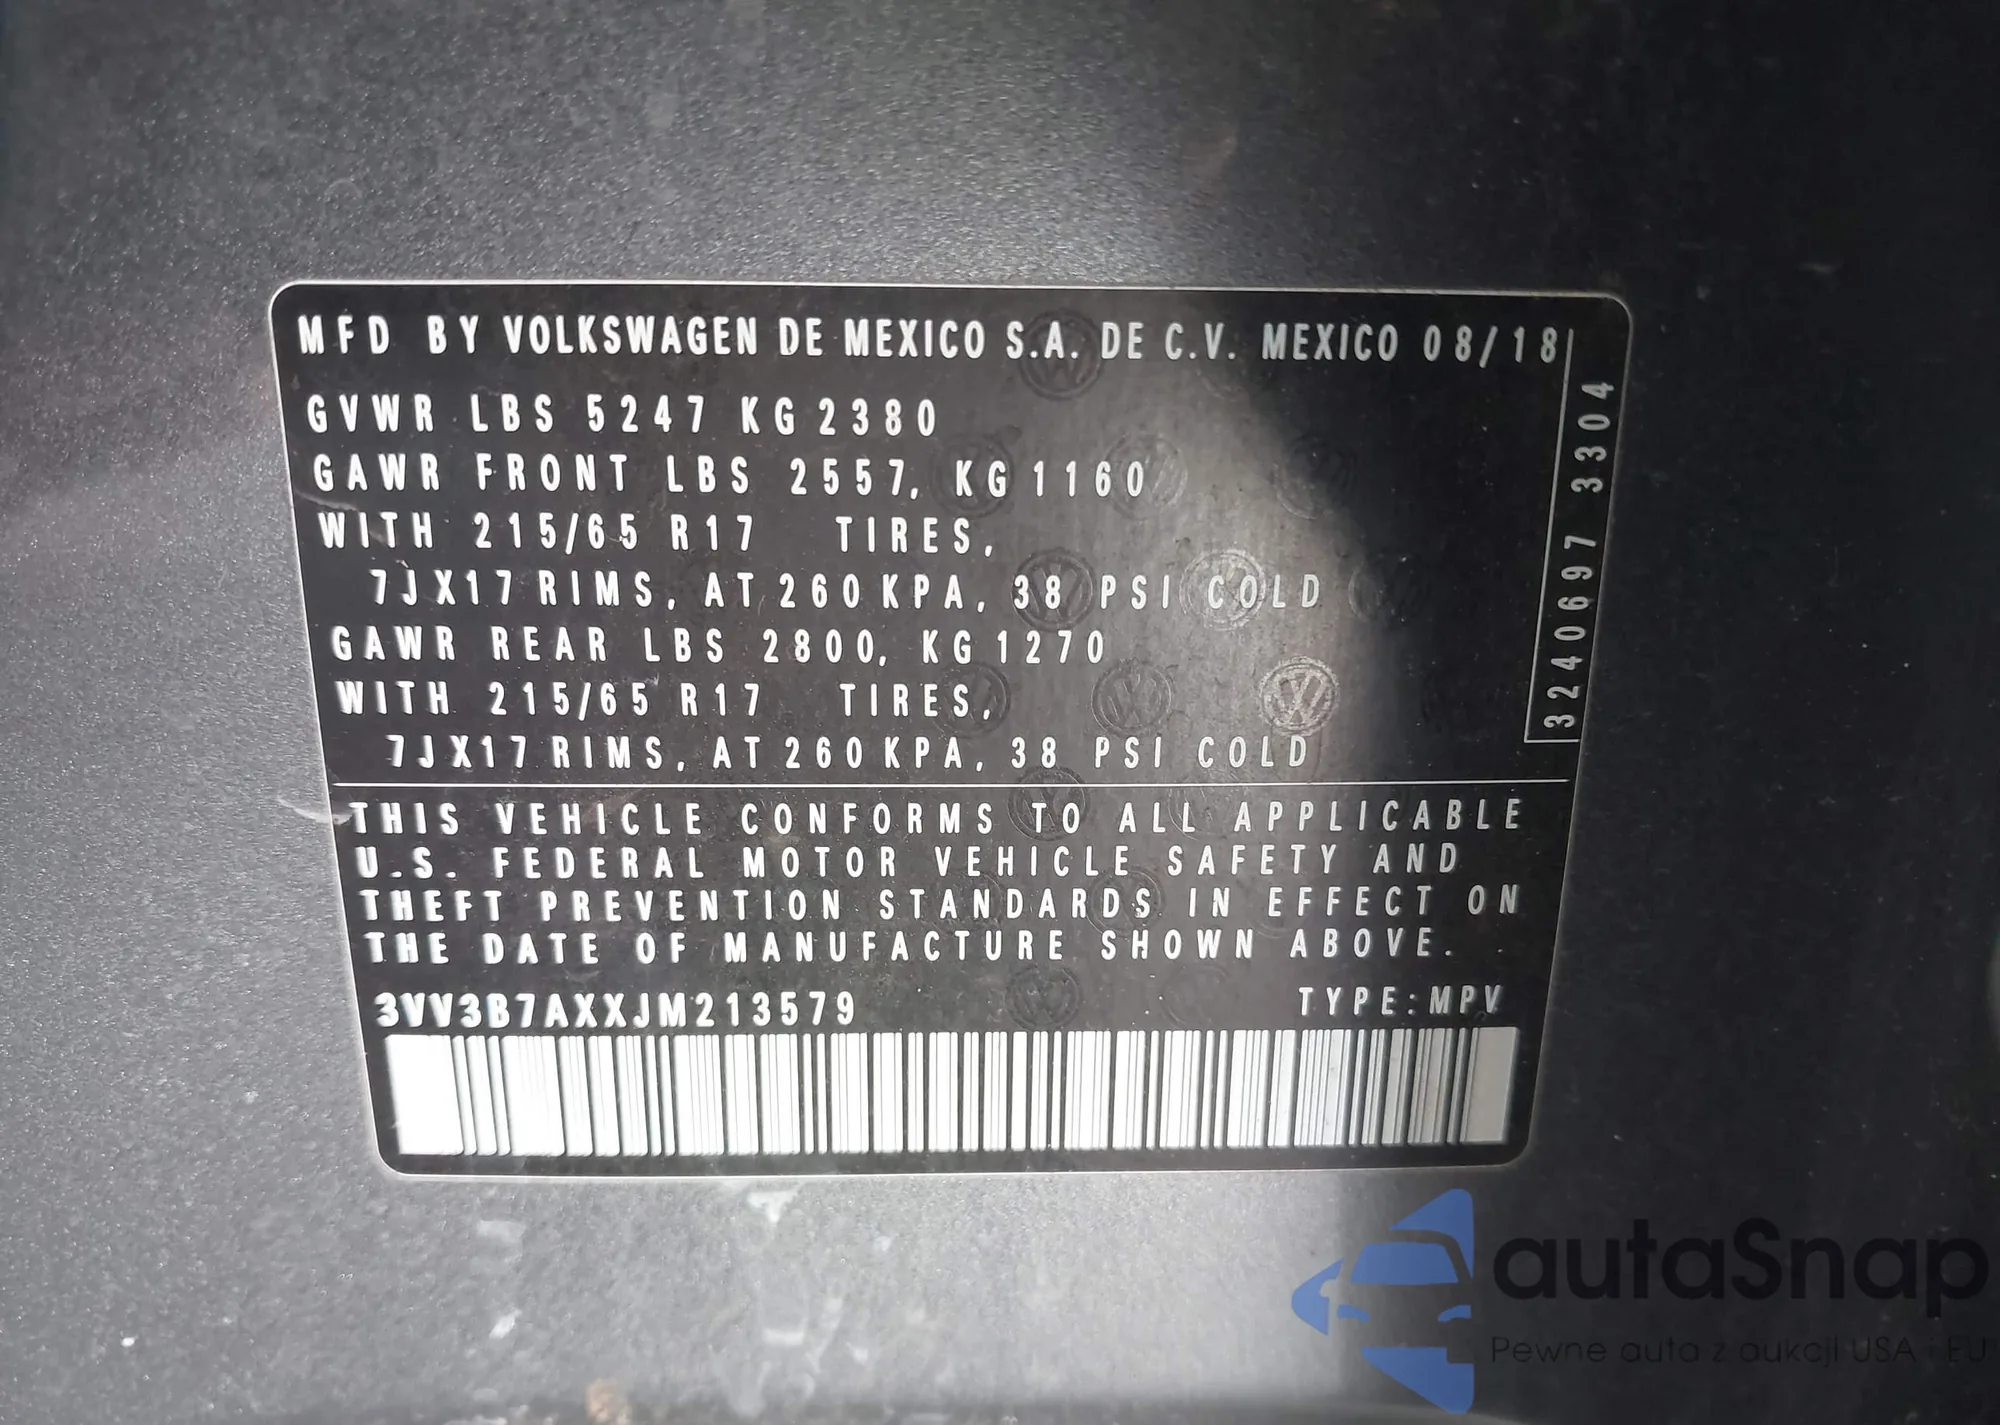 MFD BY VOLKSWAGEN DE MEXICO S.A. DE C.V. MEXICO 08/18
GVWR LBS 5247 KG 2380
GAWR FRONT LBS 2557, KG 1160
WITH 215/65 R17 TIRES,
7JX17 RIMS, AT 260 KPA, 38 PSI COLD
GAWR REAR LBS 2800, KG 1270
WITH 215/65 R17 TIRES,
7JX17 RIMS, AT 260 KPA, 38 PSI COLD
3240697 3304
THIS VEHICLE CONFORMS TO ALL APPLICABLE
U.S. FEDERAL MOTOR VEHICLE SAFETY AND
THEFT PREVENTION STANDARDS IN EFFECT ON
THE DATE OF MANUFACTURE SHOWN ABOVE.
3VV3B7AXXJM213579 TYPE: MPV
autaSnap
Pewne auta z aukcji USA i EU